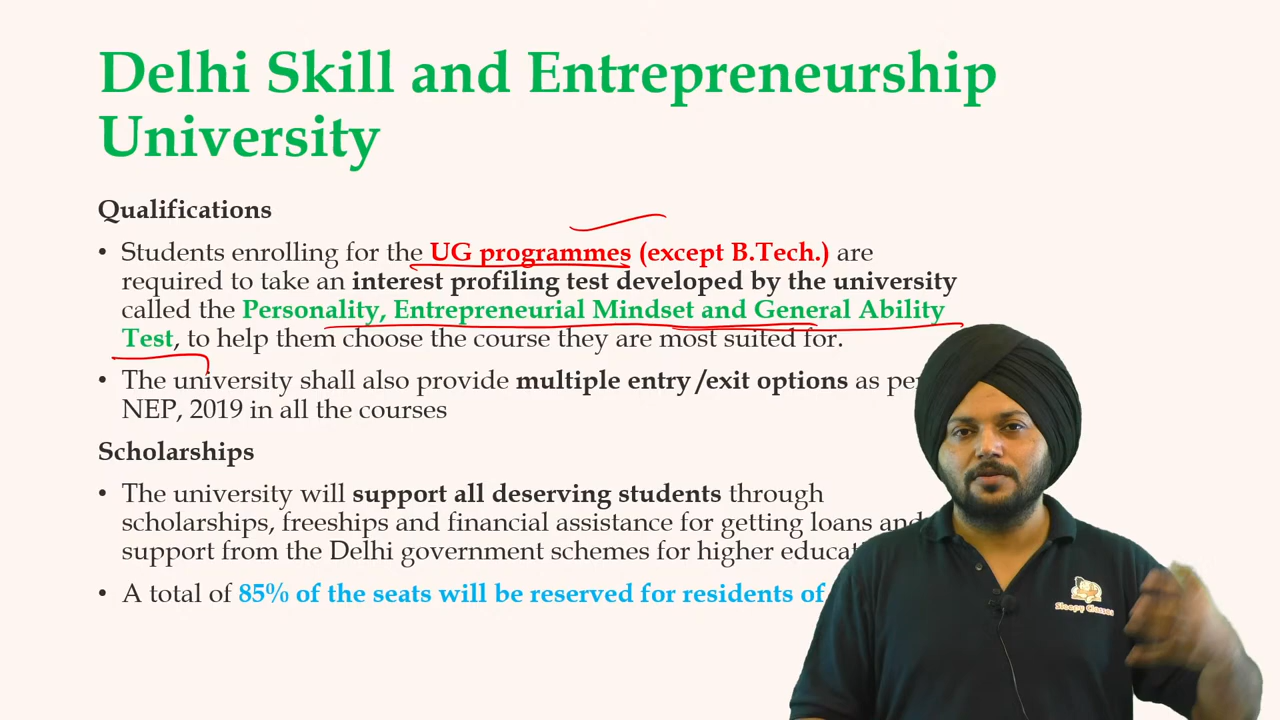 Delhi Skill and Entrepreneurship
University
Qualifications
• Students enrolling for the UG programmes (except B.Tech.) are
required to take an interest profiling test developed by the university
called the Personality, Entrepreneurial Mindset and General Ability
Test, to help them choose the course they are most suited for.
• The university shall also provide multiple entry/exit options as per
NEP, 2019 in all the courses
Scholarships
• The university will support all deserving students through
scholarships, freeships and financial assistance for getting loans and
support from the Delhi government schemes for higher
• A total of 85% of the seats will be reserved for residents of
Sleepy Classes